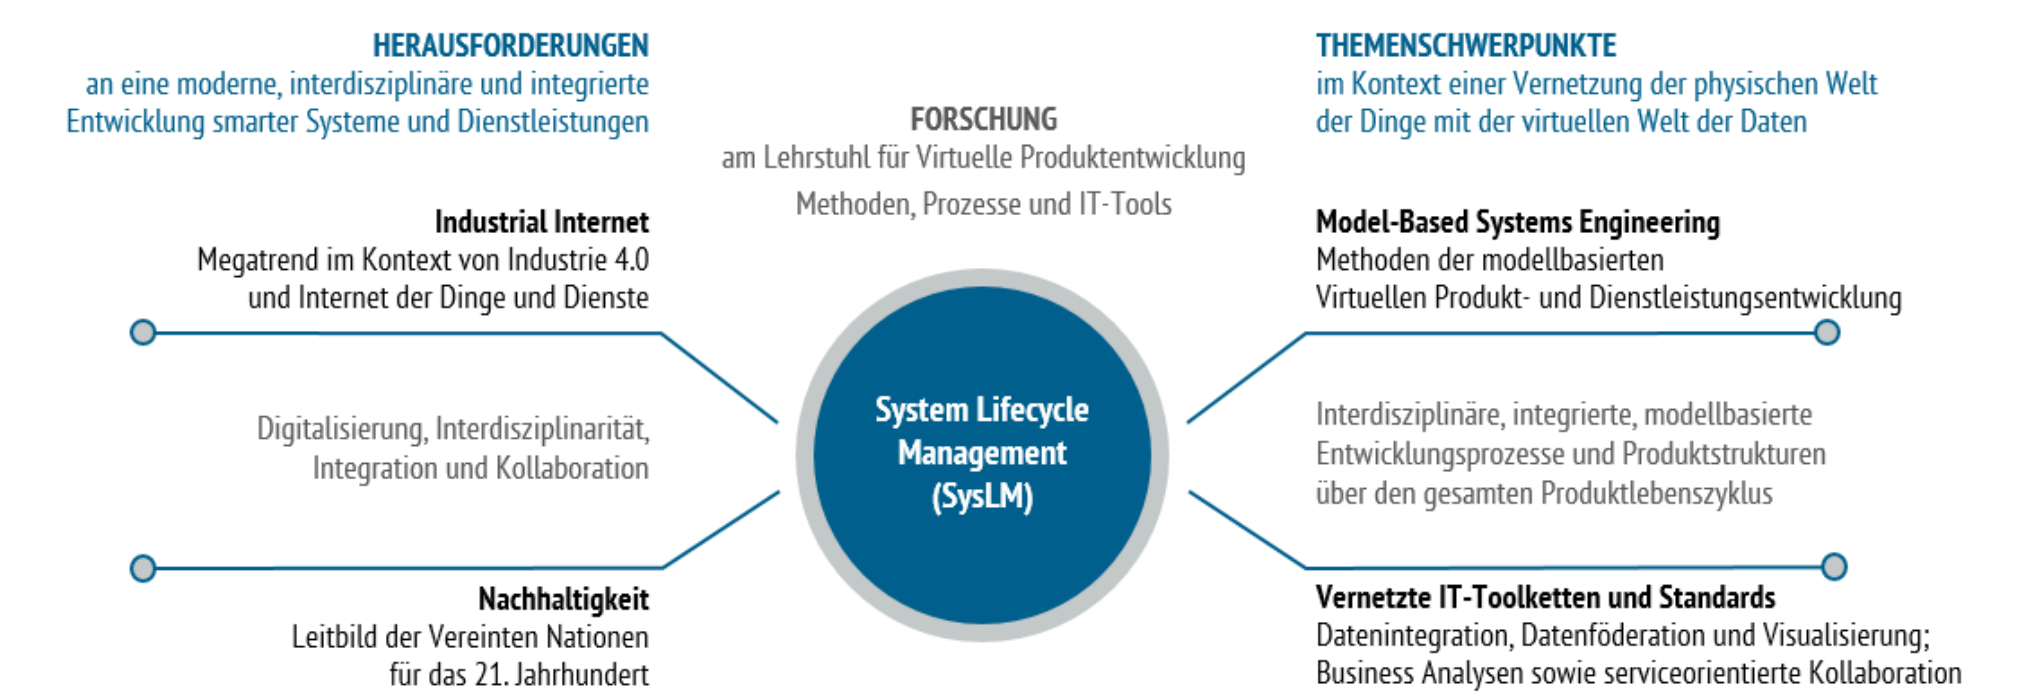 HERAUSFORDERUNGEN
an eine moderne, interdisziplinäre und integrierte
Entwicklung smarter Systeme und Dienstleistungen
Industrial Internet
Megatrend im Kontext von Industrie 4.0
und Internet der Dinge und Dienste
Digitalisierung, Interdisziplinarität,
Integration und Kollaboration
Nachhaltigkeit
Leitbild der Vereinten Nationen
für das 21. Jahrhundert
FORSCHUNG
am Lehrstuhl für Virtuelle Produktentwicklung
Methoden, Prozesse und IT-Tools
System Lifecycle
Management
(SysLM)
THEMENSCHWERPUNKTE
im Kontext einer Vernetzung der physischen Welt
der Dinge mit der virtuellen Welt der Daten
Model-Based Systems Engineering
Methoden der modellbasierten
Virtuellen Produkt- und Dienstleistungsentwicklung
Interdisziplinäre, integrierte, modellbasierte
Entwicklungsprozesse und Produktstrukturen
über den gesamten Produktlebenszyklus
Vernetzte IT-Toolketten und Standards
Datenintegration, Datenföderation und Visualisierung;
Business Analysen sowie serviceorientierte Kollaboration